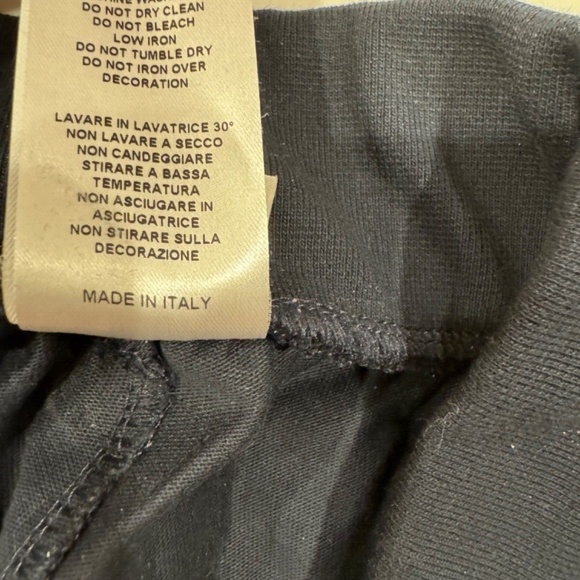 DO NOT DRY CLEAN
DO NOT BLEACH
LOW IRON
DO NOT TUMBLE DRY
DO NOT IRON OVER
DECORATION
LAVARE IN LAVATRICE 30°
NON LAVARE A SECCO
NON CANDEGGIARE
STIRARE A BASSA
TEMPERATURA
NON ASCIUGARE IN
ASCIUGATRICE
NON STIRARE SULLA
DECORAZIONE
MADE IN ITALY